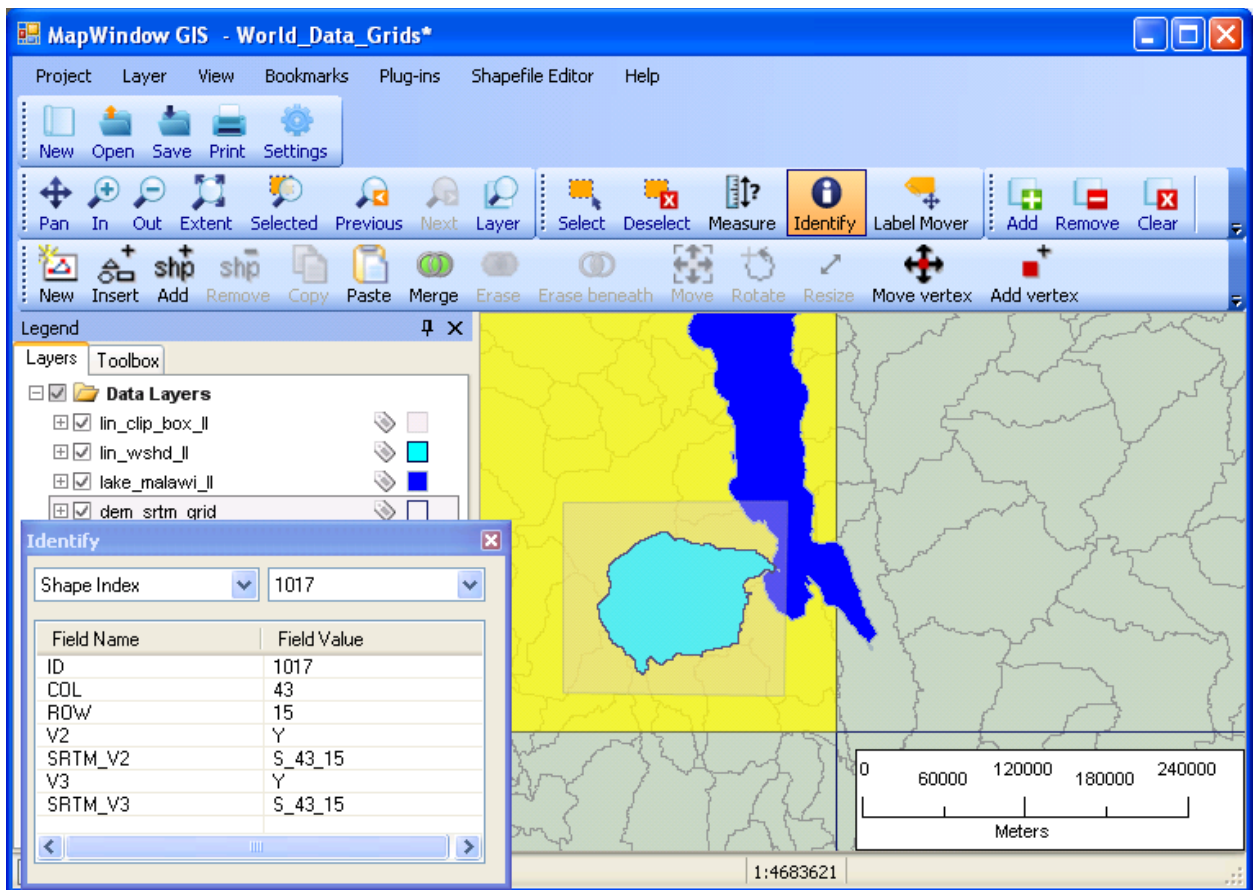 MapWindow GIS - World_Data_Grids*
Project Layer View Bookmarks Plug-ins Shapefile Editor Help
New Open Save Print Settings
Pan In Out Extent Selected Previous Next Layer Select Deselect Measure Identify Label Mover Add Remove Clear
New Insert Add Remove Copy Paste Merge Erase Erase beneath Move Rotate Resize Move vertex Add vertex
Legend
Layers Toolbox
Data Layers
lin_clip_box_ll
lin_wshd_ll
lake_malawi_ll
dem_srtm_grid
Identify
Shape Index 1017
Field Name Field Value
ID 1017
COL 43
ROW 15
V2 Y
SRTM_V2 S_43_15
V3 Y
SRTM_V3 S_43_15
0 60000 120000 180000 240000
Meters
1:4683621